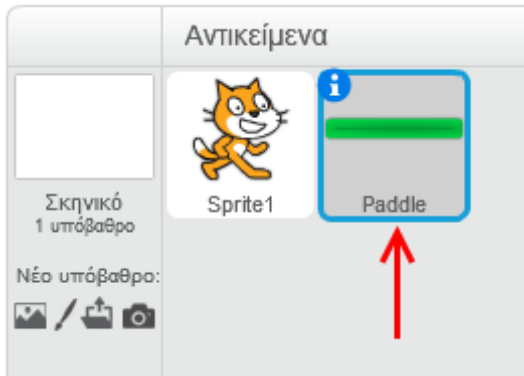 Αντικείμενα
Sprite1
Paddle
Σκηνικό
1 υπόβαθρο
Νέο υπόβαθρο: